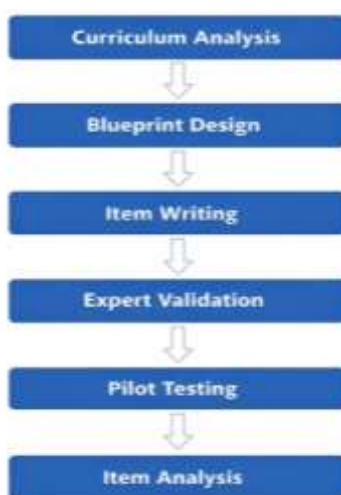 Curriculum Analysis
Blueprint Design
Item Writing
Expert Validation
Pilot Testing
Item Analysis